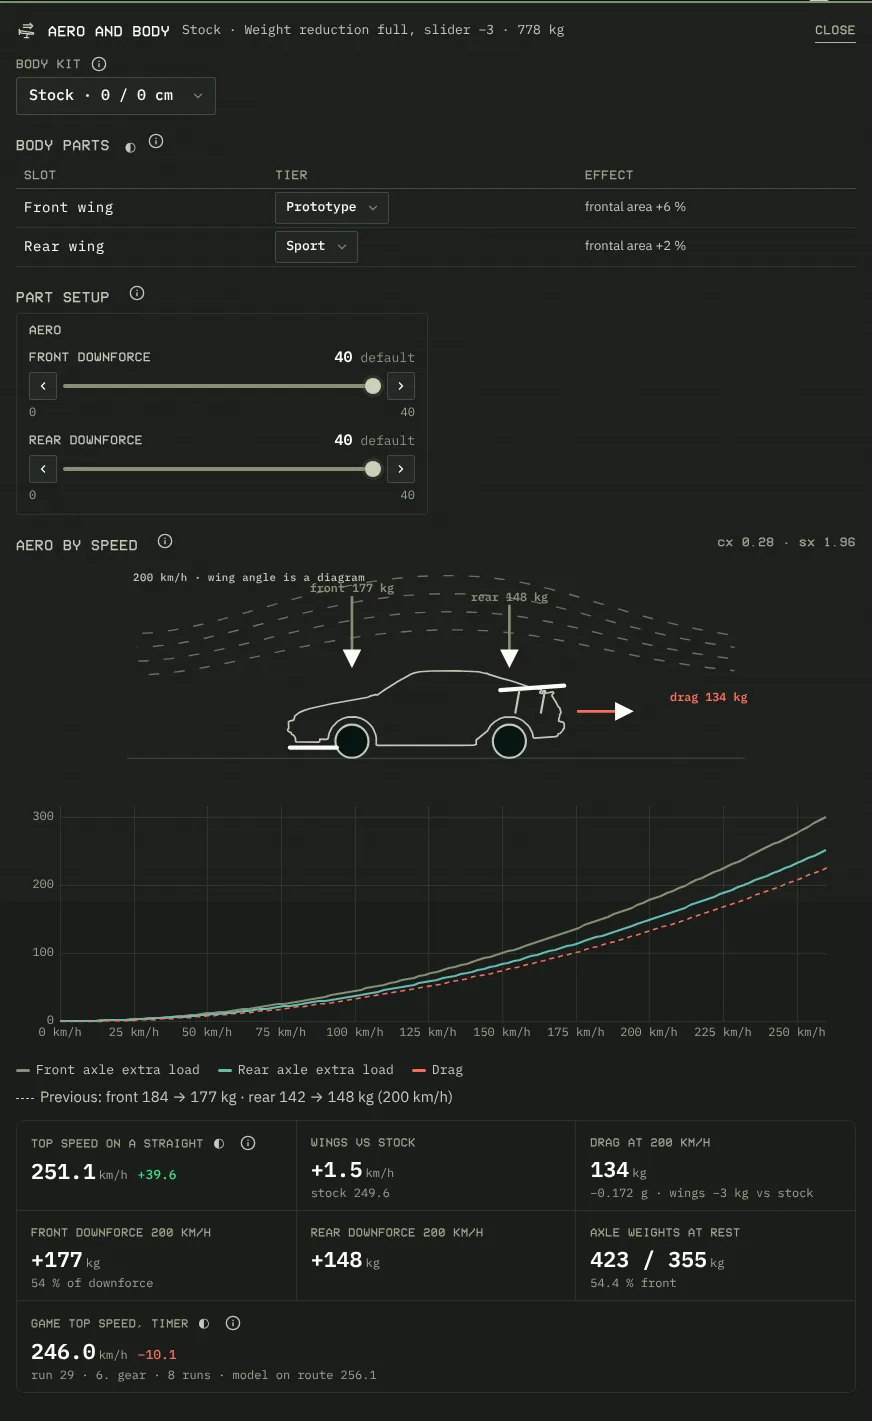 AERO AND BODY Stock · Weight reduction full, slider −3 · 778 kg CLOSE
BODY KIT
Stock · 0 / 0 cm
BODY PARTS
SLOT TIER EFFECT
Front wing Prototype frontal area +6 %
Rear wing Sport frontal area +2 %
PART SETUP
AERO
FRONT DOWNFORCE 40 default
0 40
REAR DOWNFORCE 40 default
0 40
AERO BY SPEED cx 0.28 · sx 1.96
200 km/h · wing angle is a diagram
front 177 kg
rear 148 kg
drag 134 kg
300
200
100
0
0 km/h 25 km/h 50 km/h 75 km/h 100 km/h 125 km/h 150 km/h 175 km/h 200 km/h 225 km/h 250 km/h
Front axle extra load Rear axle extra load Drag
Previous: front 184 → 177 kg · rear 142 → 148 kg (200 km/h)
TOP SPEED ON A STRAIGHT
251.1 km/h +39.6
WINGS VS STOCK
+1.5 km/h
stock 249.6
DRAG AT 200 KM/H
134 kg
−0.172 g · wings −3 kg vs stock
FRONT DOWNFORCE 200 KM/H
+177 kg
54 % of downforce
REAR DOWNFORCE 200 KM/H
+148 kg
AXLE WEIGHTS AT REST
423 / 355 kg
54.4 % front
GAME TOP SPEED, TIMER
246.0 km/h −10.1
run 29 · 6. gear · 8 runs · model on route 256.1